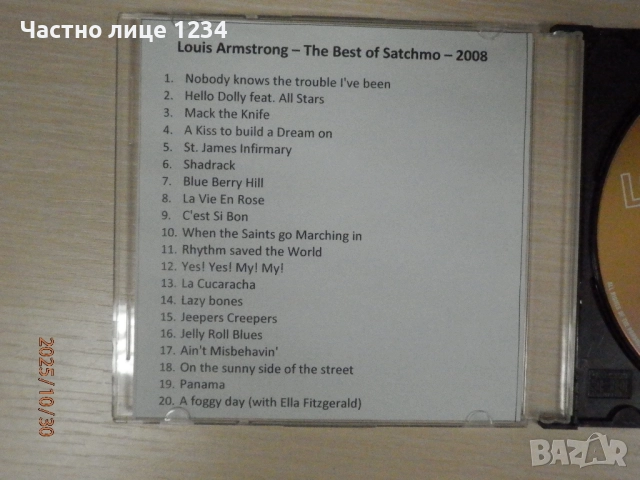 Частно лице 1234
Louis Armstrong – The Best of Satchmo – 2008
1. Nobody knows the trouble I've been
2. Hello Dolly feat. All Stars
3. Mack the Knife
4. A Kiss to build a Dream on
5. St. James Infirmary
6. Shadrack
7. Blue Berry Hill
8. La Vie En Rose
9. C'est Si Bon
10. When the Saints go Marching in
11. Rhythm saved the World
12. Yes! Yes! My! My!
13. La Cucaracha
14. Lazy bones
15. Jeepers Creepers
16. Jelly Roll Blues
17. Ain't Misbehavin'
18. On the sunny side of the street
19. Panama
20. A foggy day (with Ella Fitzgerald)
2025/10/30
BAZAR